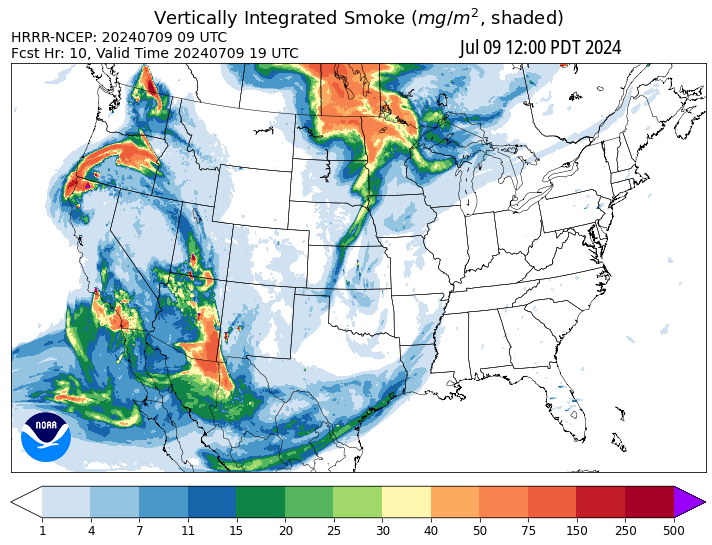 Vertically Integrated Smoke (mg/m², shaded)
HRRR-NCEP: 20240709 09 UTC
Fcst Hr: 10, Valid Time 20240709 19 UTC
Jul 09 12:00 PDT 2024
NOAA
1 4 7 11 15 20 25 30 40 50 75 150 250 500